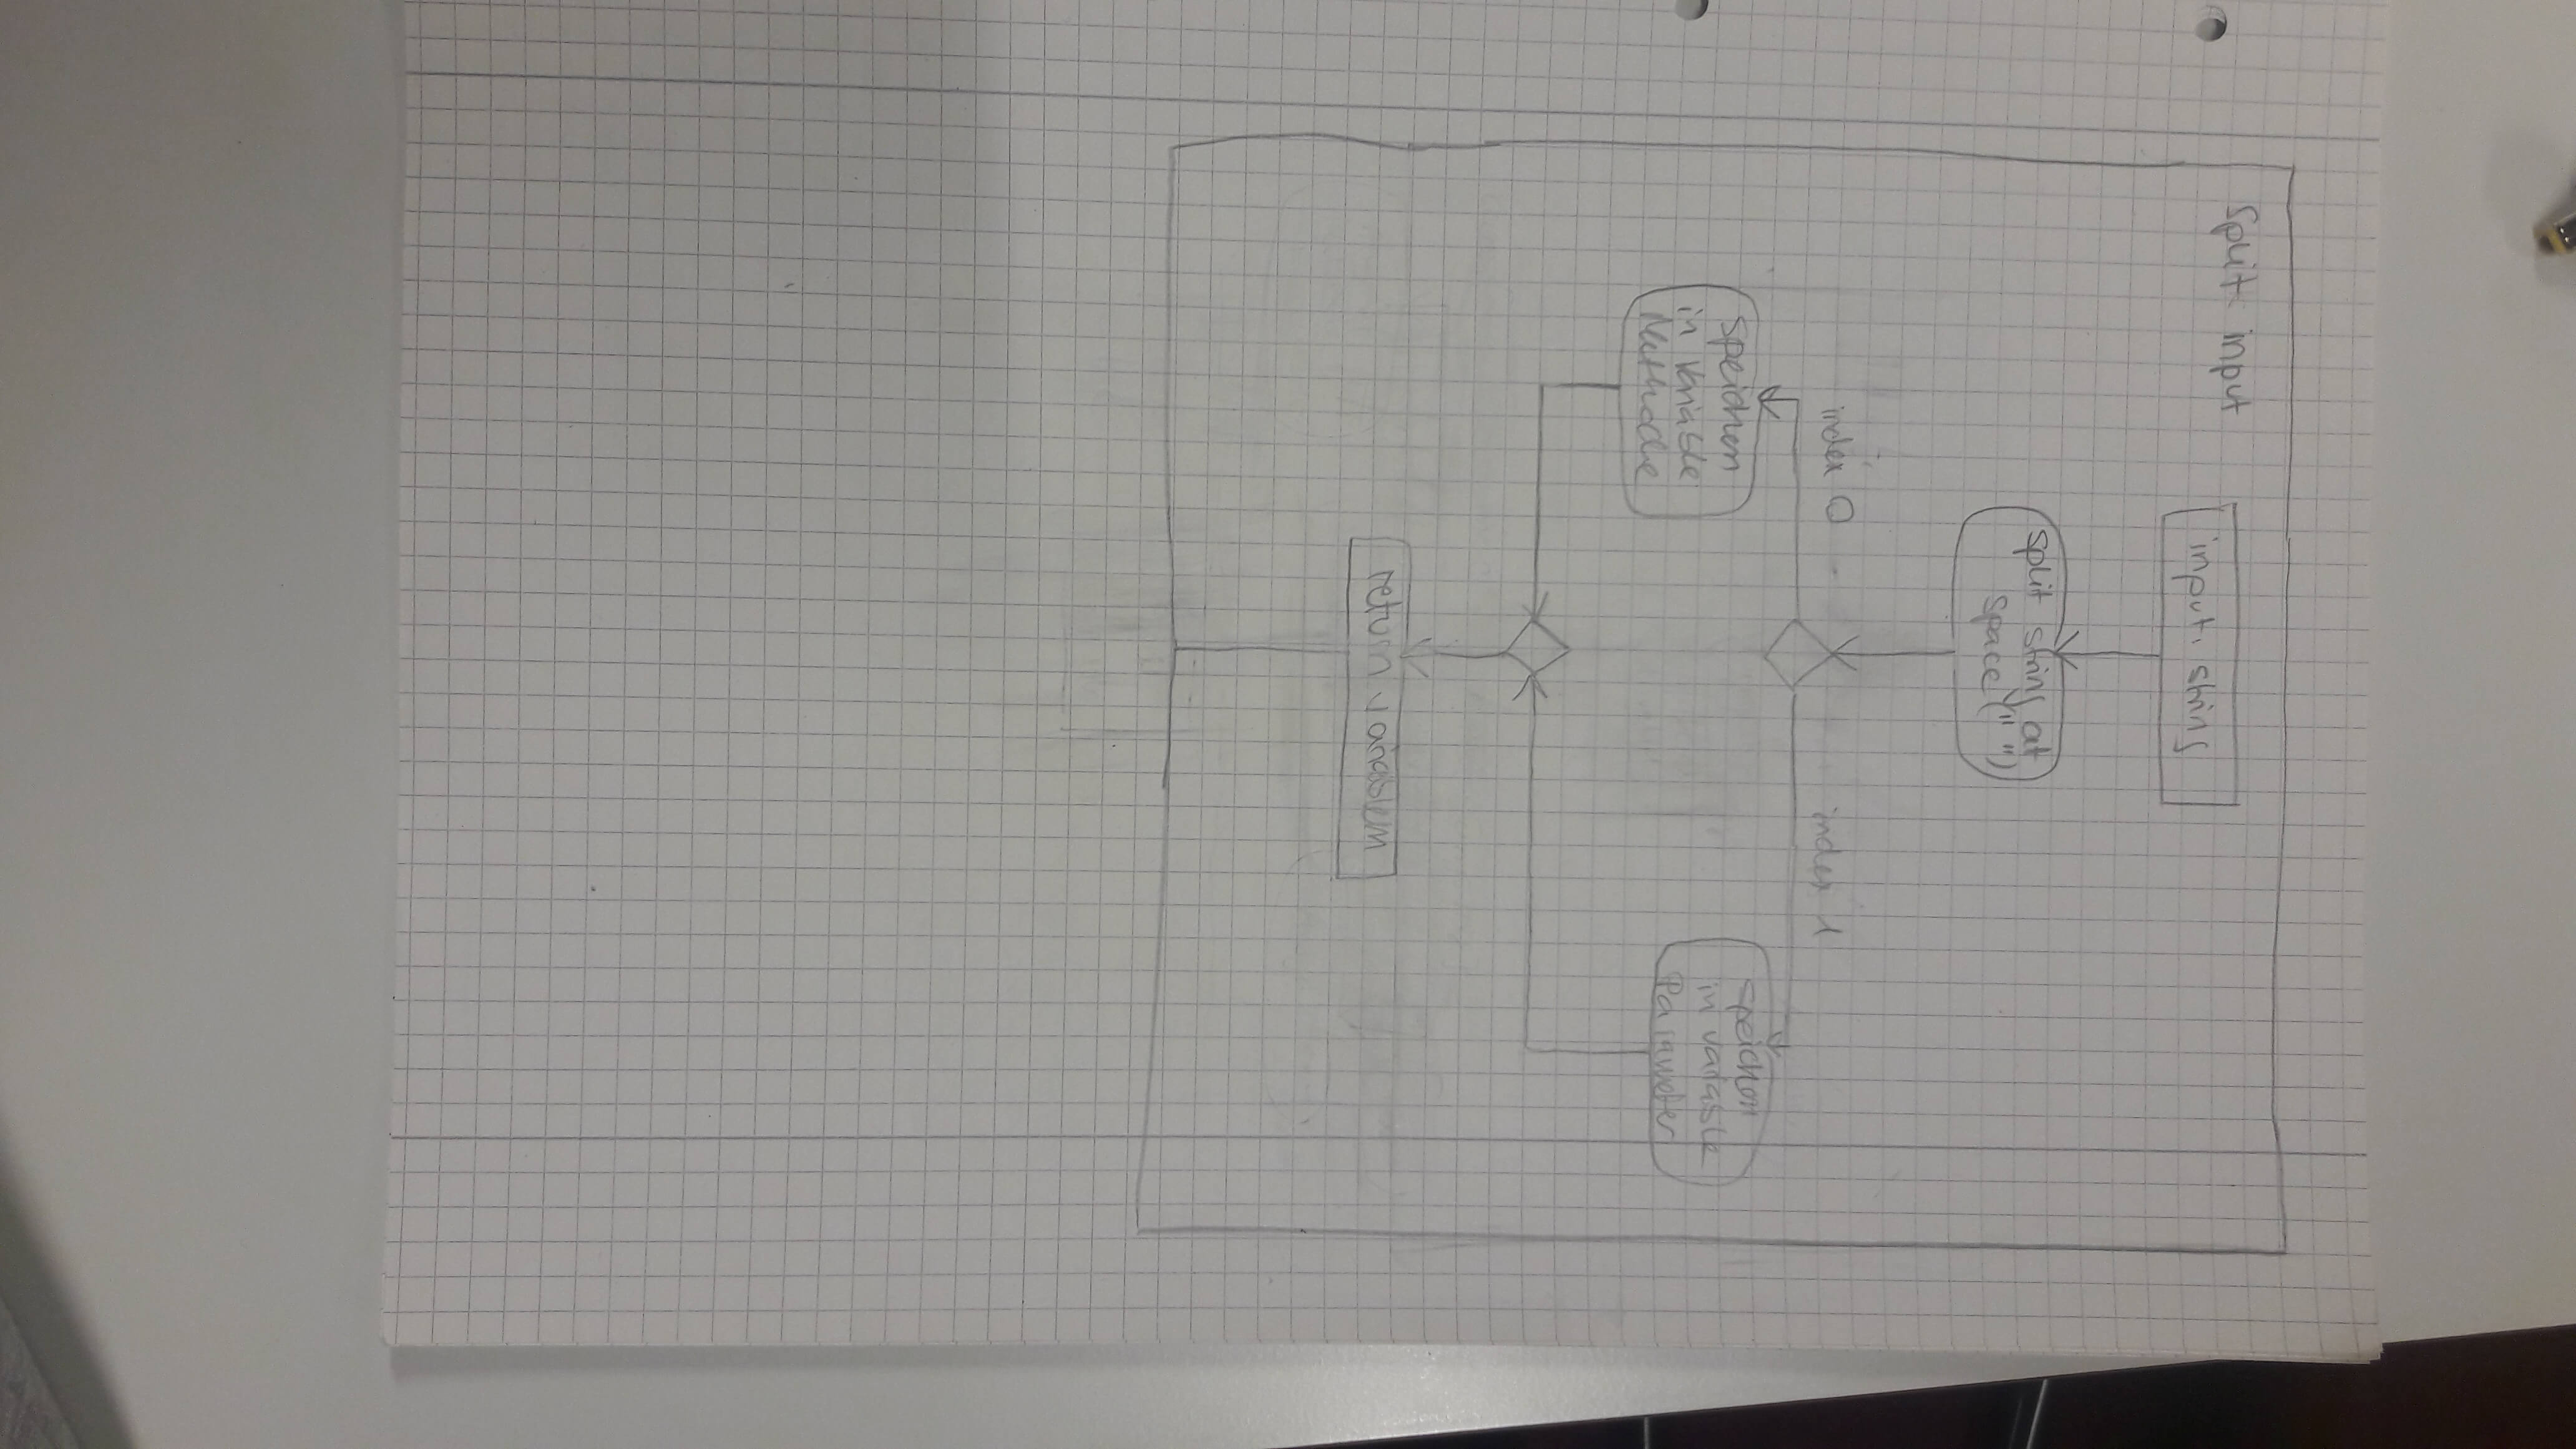 Split input
input. string
Split string at
Space (" ")
index 0
index 1
Speichern
in Variable
Methode
Speichern
in variable
Parameter
return variablem